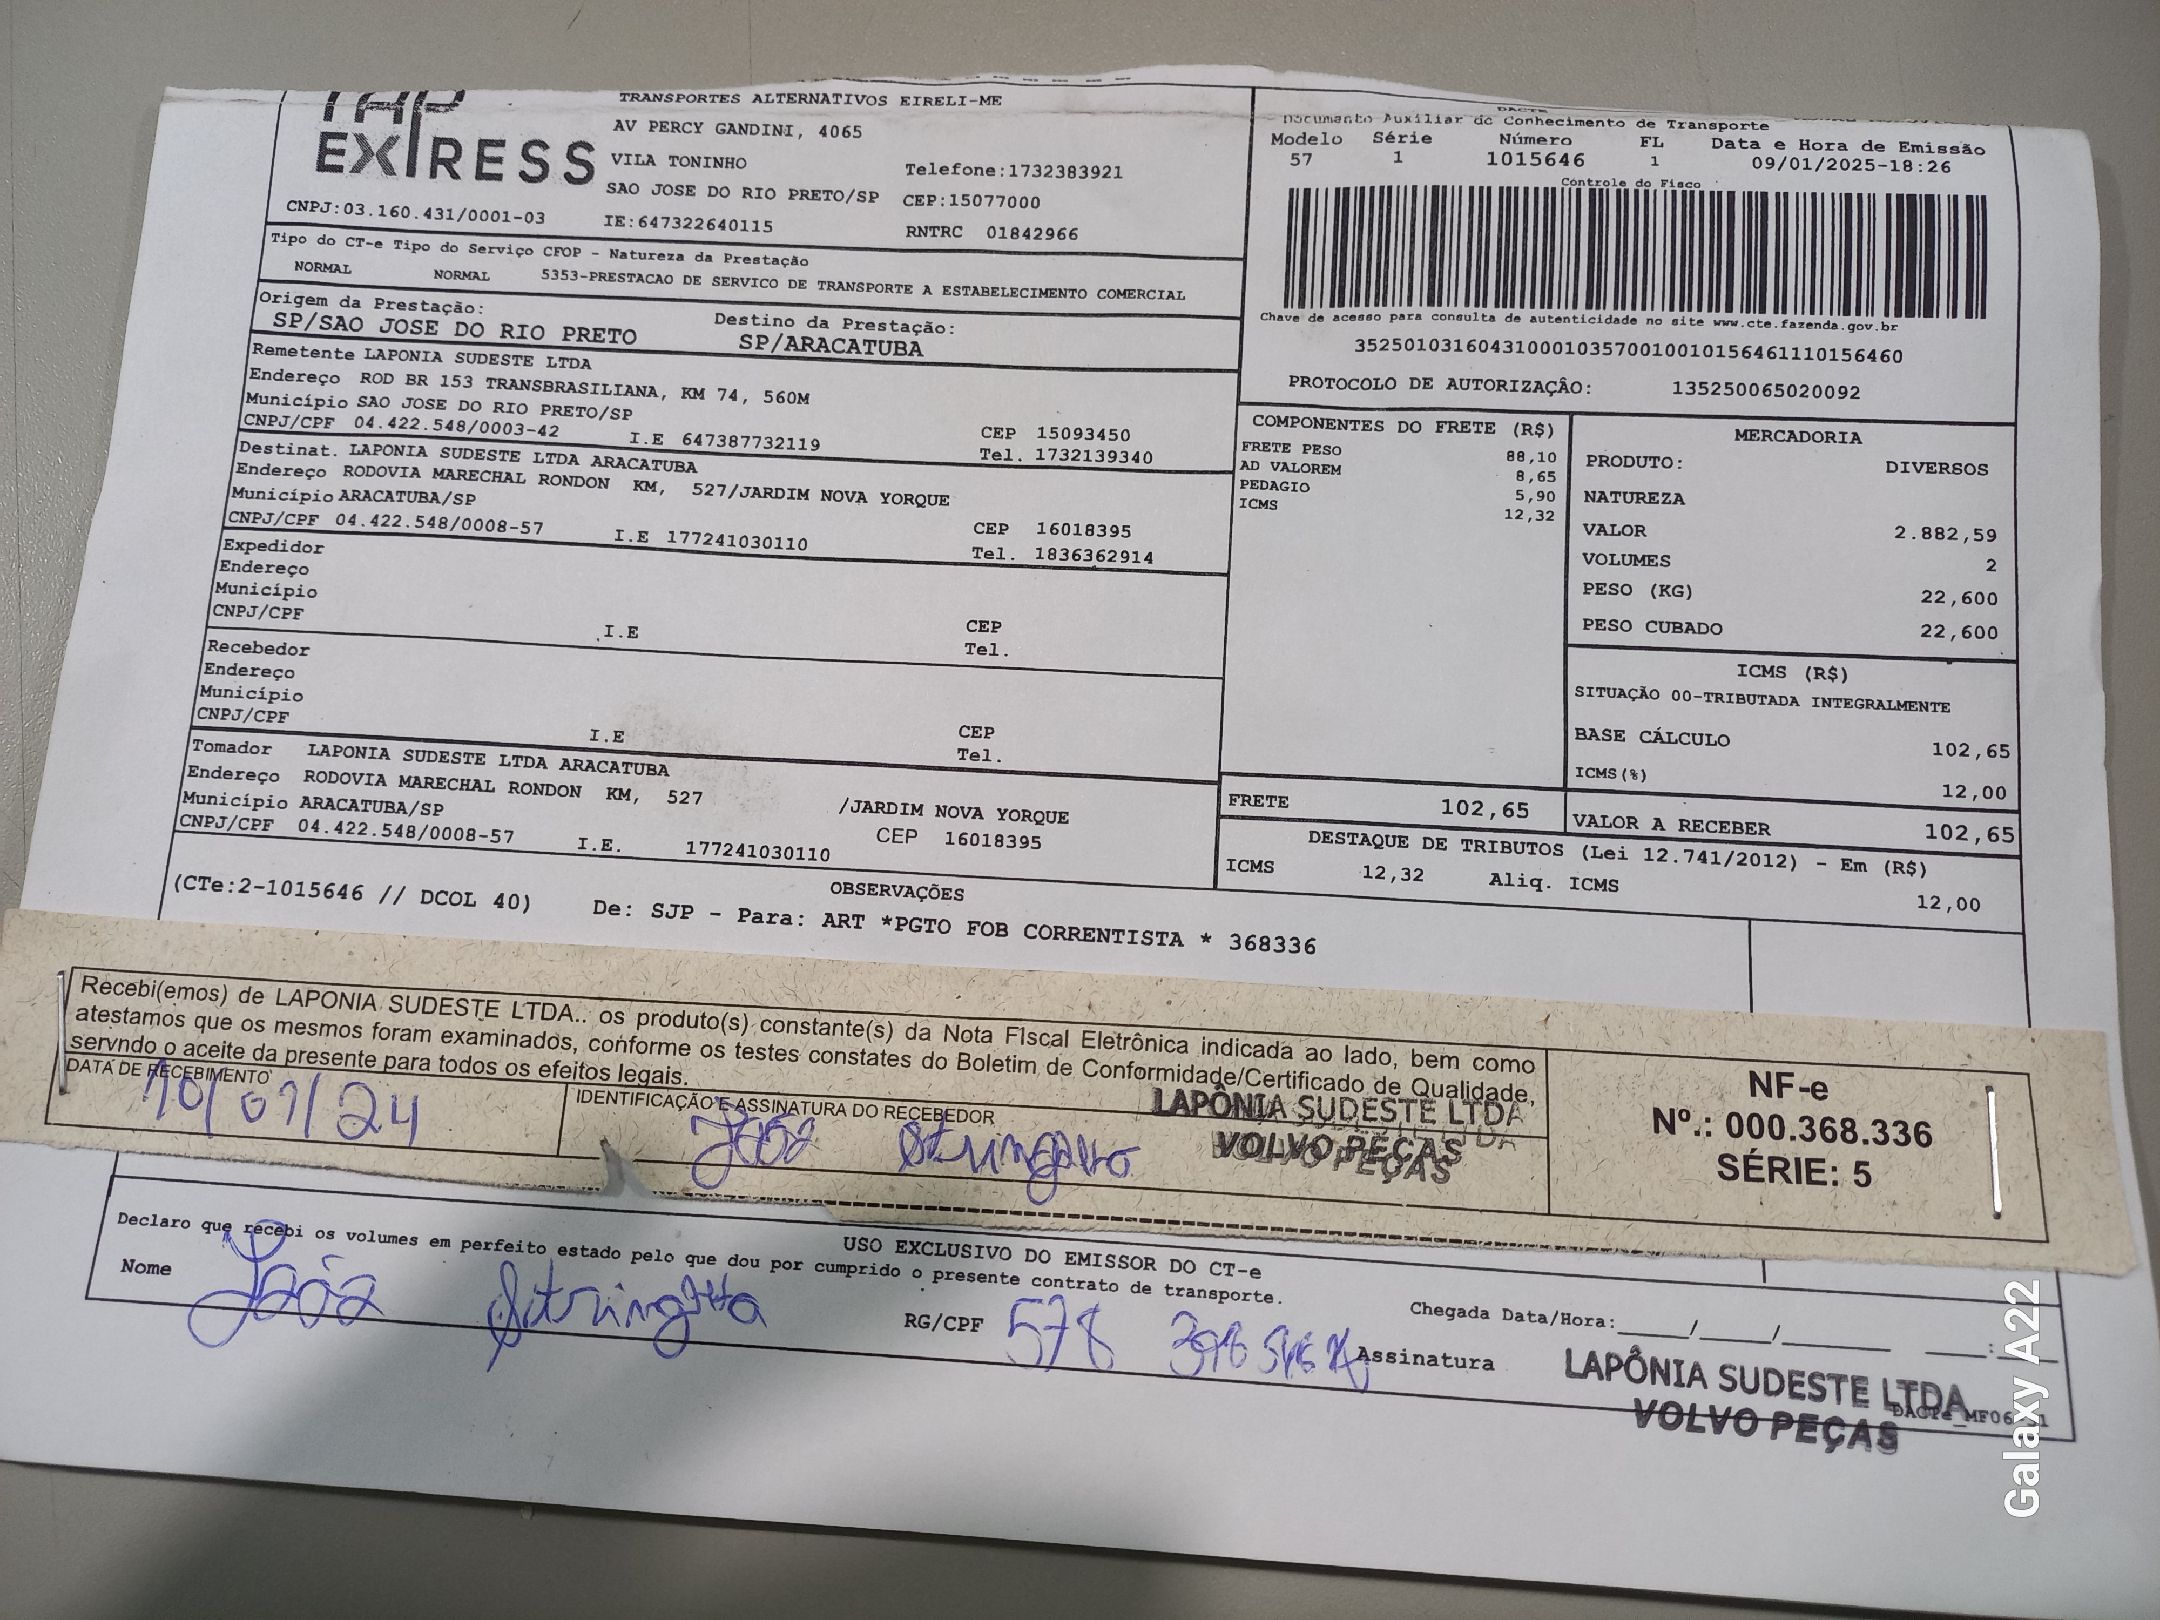 TAP
EXPRESS
TRANSPORTES ALTERNATIVOS EIRELI-ME
AV PERCY GANDINI, 4065
VILA TONINHO
Telefone:1732383921
SAO JOSE DO RIO PRETO/SP CEP:15077000
CNPJ:03.160.431/0001-03 IE:647322640115 RNTRC 01842966
DACTE
Documento Auxiliar do Conhecimento de Transporte
Modelo Série Número FL Data e Hora de Emissão
57 1 1015646 1 09/01/2025-18:26
Controle do Fisco
Chave de acesso para consulta de autenticidade no site www.cte.fazenda.gov.br
35250103160431000103570010010156461110156460
PROTOCOLO DE AUTORIZAÇÃO: 135250065020092
Tipo do CT-e Tipo do Serviço CFOP - Natureza da Prestação
NORMAL NORMAL 5353-PRESTACAO DE SERVICO DE TRANSPORTE A ESTABELECIMENTO COMERCIAL
Origem da Prestação: Destino da Prestação:
SP/SAO JOSE DO RIO PRETO SP/ARACATUBA
Remetente LAPONIA SUDESTE LTDA
Endereço ROD BR 153 TRANSBRASILIANA, KM 74, 560M
Município SAO JOSE DO RIO PRETO/SP CEP 15093450
CNPJ/CPF 04.422.548/0003-42 I.E 647387732119 Tel. 1732139340
Destinat. LAPONIA SUDESTE LTDA ARACATUBA
Endereço RODOVIA MARECHAL RONDON KM, 527/JARDIM NOVA YORQUE
Município ARACATUBA/SP CEP 16018395
CNPJ/CPF 04.422.548/0008-57 I.E 177241030110 Tel. 1836362914
Expedidor
Endereço
Município CEP
CNPJ/CPF I.E Tel.
Recebedor
Endereço
Município CEP
CNPJ/CPF I.E Tel.
Tomador LAPONIA SUDESTE LTDA ARACATUBA
Endereço RODOVIA MARECHAL RONDON KM, 527 /JARDIM NOVA YORQUE
Município ARACATUBA/SP CEP 16018395
CNPJ/CPF 04.422.548/0008-57 I.E. 177241030110
COMPONENTES DO FRETE (R$)
FRETE PESO 88,10
AD VALOREM 8,65
PEDAGIO 5,90
ICMS 12,32
MERCADORIA
PRODUTO: DIVERSOS
NATUREZA
VALOR 2.882,59
VOLUMES 2
PESO (KG) 22,600
PESO CUBADO 22,600
ICMS (R$)
SITUAÇÃO 00-TRIBUTADA INTEGRALMENTE
BASE CÁLCULO 102,65
ICMS(%) 12,00
FRETE 102,65 VALOR A RECEBER 102,65
DESTAQUE DE TRIBUTOS (Lei 12.741/2012) - Em (R$)
ICMS 12,32 Aliq. ICMS 12,00
OBSERVAÇÕES
(CTe:2-1015646 // DCOL 40) De: SJP - Para: ART *PGTO FOB CORRENTISTA * 368336
Recebi(emos) de LAPONIA SUDESTE LTDA.. os produto(s) constante(s) da Nota FIscal Eletrônica indicada ao lado, bem como
atestamos que os mesmos foram examinados, conforme os testes constates do Boletim de Conformidade/Certificado de Qualidade,
servndo o aceite da presente para todos os efeitos legais.
DATA DE RECEBIMENTO IDENTIFICAÇÃO E ASSINATURA DO RECEBEDOR
10/01/24
LAPÔNIA SUDESTE LTDA
VOLVO PEÇAS
NF-e
Nº.: 000.368.336
SÉRIE: 5
USO EXCLUSIVO DO EMISSOR DO CT-e
Declaro que recebi os volumes em perfeito estado pelo que dou por cumprido o presente contrato de transporte.
Nome RG/CPF 578 Assinatura
Chegada Data/Hora:_____/_____/_________ _____:_____
LAPÔNIA SUDESTE LTDA
VOLVO PEÇAS
Galaxy A22